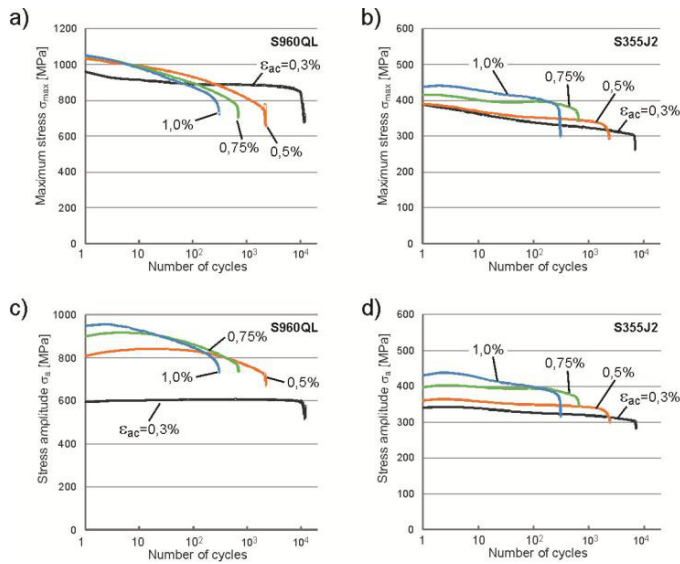 a)
S960QL
Maximum stress σmax [MPa]
1200
1000
800
600
400
200
0
εac=0,3%
1,0%
0,75%
0,5%
1
10
10²
10³
10⁴
Number of cycles
b)
S355J2
Maximum stress σmax [MPa]
600
500
400
300
200
100
0
1,0%
0,75%
0,5%
εac=0,3%
1
10
10²
10³
10⁴
Number of cycles
c)
S960QL
Stress amplitude σa [MPa]
1000
800
600
400
200
0
0,75%
1,0%
0,5%
εac=0,3%
1
10
10²
10³
10⁴
Number of cycles
d)
S355J2
Stress amplitude σa [MPa]
600
500
400
300
200
100
0
1,0%
0,75%
0,5%
εac=0,3%
1
10
10²
10³
10⁴
Number of cycles